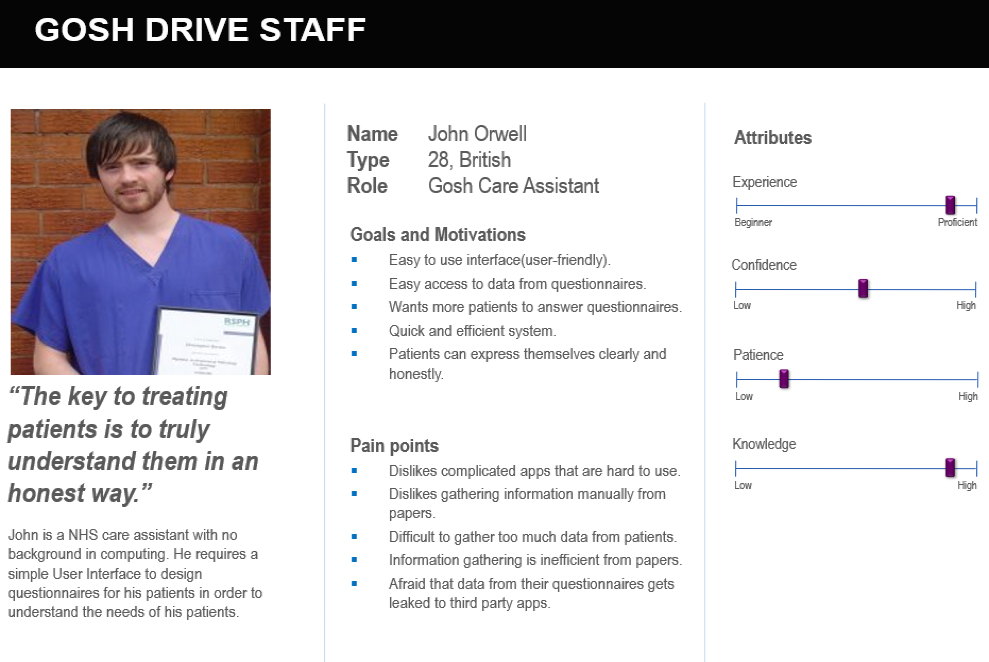 GOSH DRIVE STAFF
RSPH
“The key to treating
patients is to truly
understand them in an
honest way.”
John is a NHS care assistant with no
background in computing. He requires a
simple User Interface to design
questionnaires for his patients in order to
understand the needs of his patients.
Name John Orwell
Type 28, British
Role Gosh Care Assistant
Goals and Motivations
Easy to use interface(user-friendly).
Easy access to data from questionnaires.
Wants more patients to answer questionnaires.
Quick and efficient system.
Patients can express themselves clearly and
honestly.
Pain points
Dislikes complicated apps that are hard to use.
Dislikes gathering information manually from
papers.
Difficult to gather too much data from patients.
Information gathering is inefficient from papers.
Afraid that data from their questionnaires gets
leaked to third party apps.
Attributes
Experience
Beginner Proficient
Confidence
Low High
Patience
Low High
Knowledge
Low High